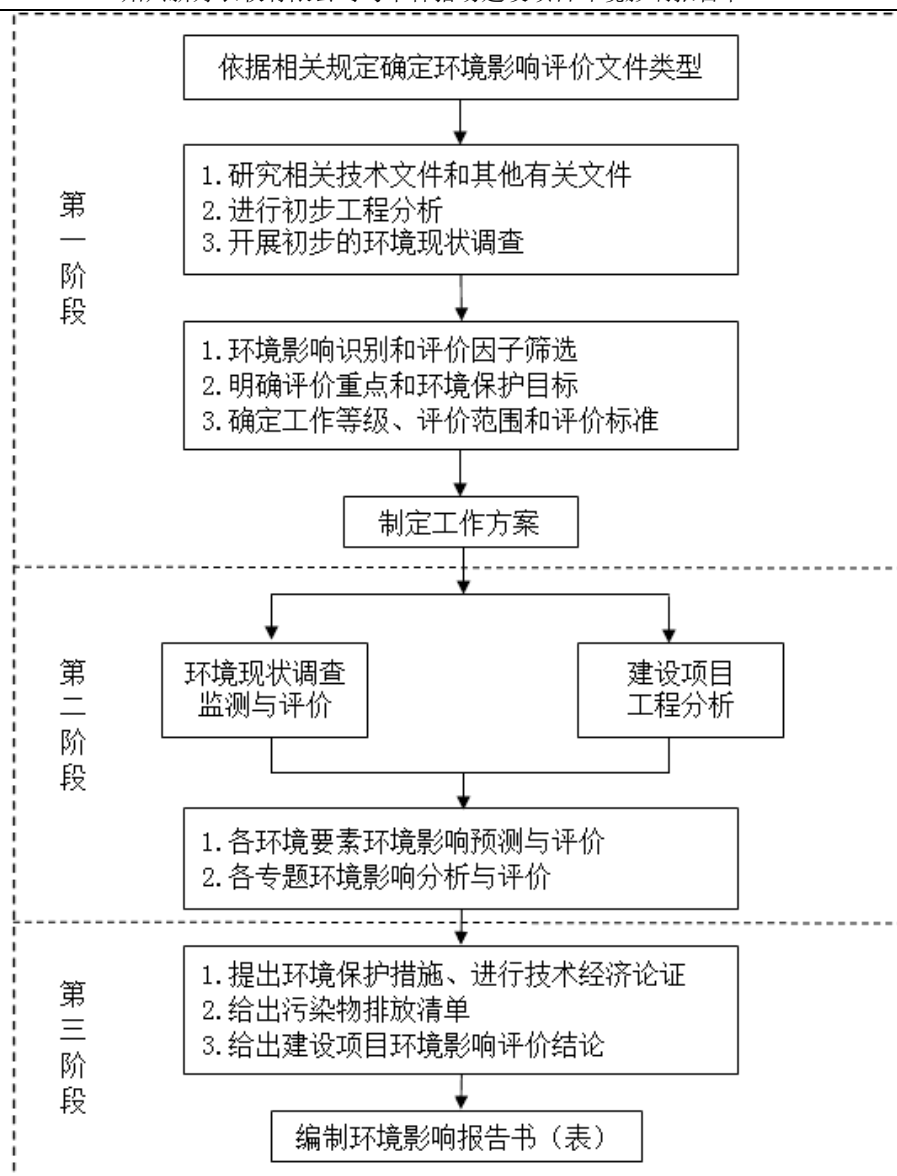 依据相关规定确定环境影响评价文件类型
1.研究相关技术文件和其他有关文件
2.进行初步工程分析
3.开展初步的环境现状调查
第一阶段
1.环境影响识别和评价因子筛选
2.明确评价重点和环境保护目标
3.确定工作等级、评价范围和评价标准
制定工作方案
第二阶段
环境现状调查
监测与评价
建设项目
工程分析
1.各环境要素环境影响预测与评价
2.各专题环境影响分析与评价
第三阶段
1.提出环境保护措施、进行技术经济论证
2.给出污染物排放清单
3.给出建设项目环境影响评价结论
编制环境影响报告书（表）